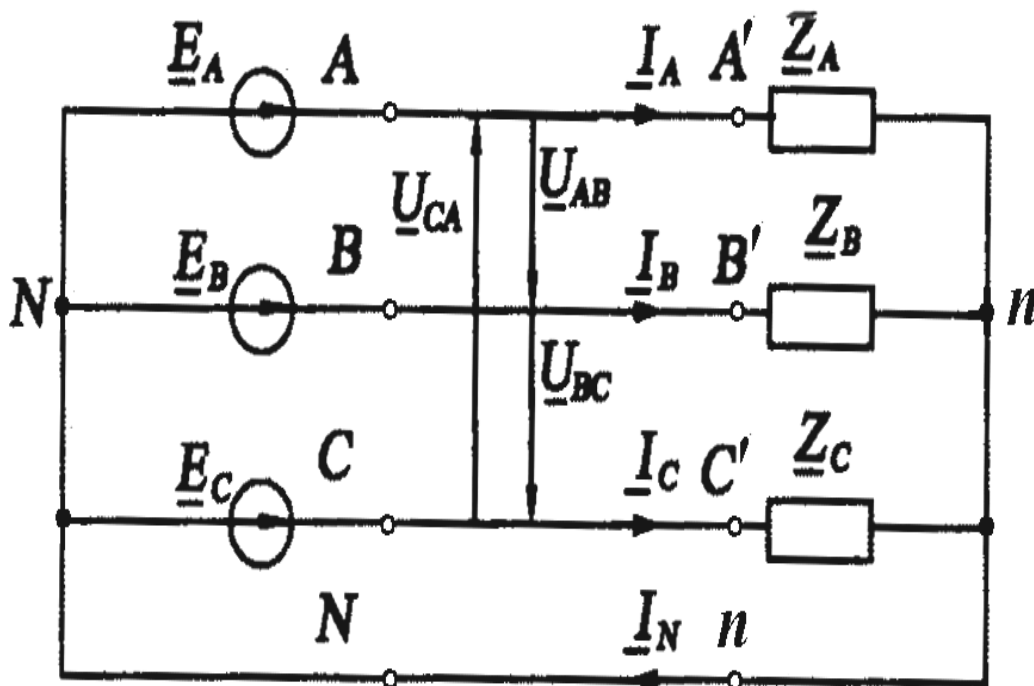 E_A A I_A A' Z_A
U_CA U_AB
E_B B I_B B' Z_B
N n
U_BC
E_C C I_C C' Z_C
N I_N n